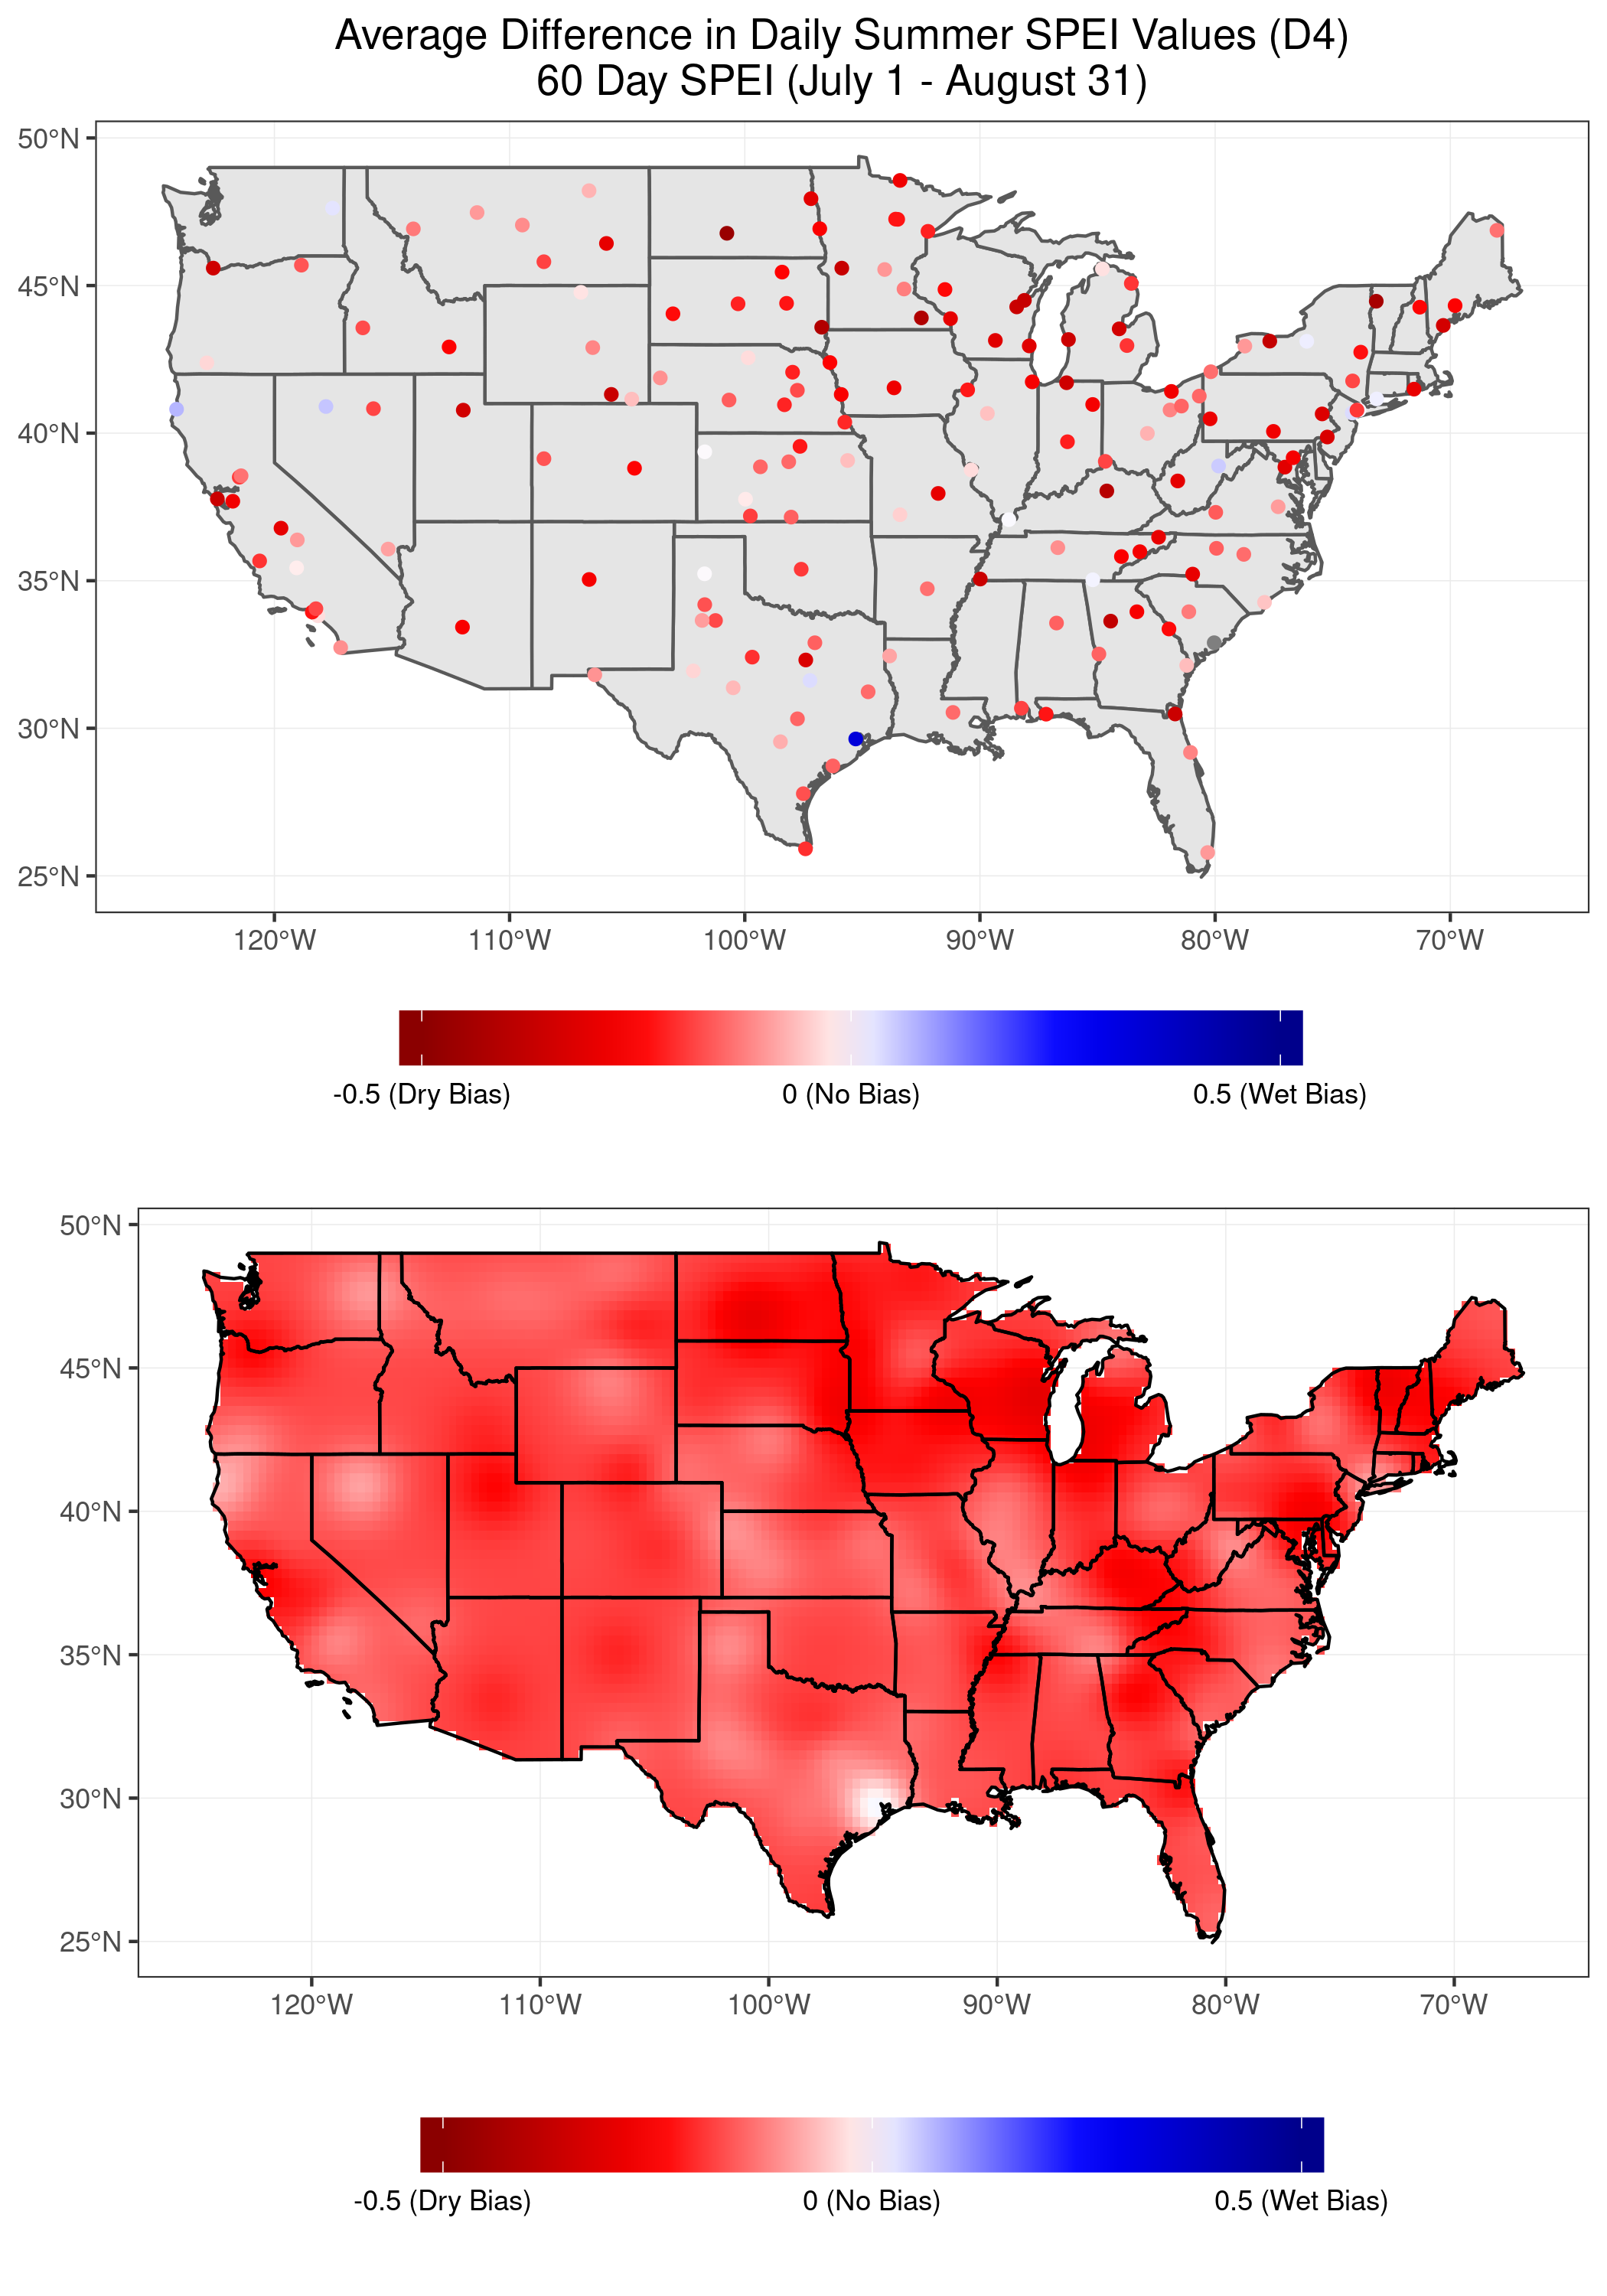 Average Difference in Daily Summer SPEI Values (D4)
60 Day SPEI (July 1 - August 31)
50°N
45°N
40°N
35°N
30°N
25°N
120°W 110°W 100°W 90°W 80°W 70°W
-0.5 (Dry Bias) 0 (No Bias) 0.5 (Wet Bias)
50°N
45°N
40°N
35°N
30°N
25°N
120°W 110°W 100°W 90°W 80°W 70°W
-0.5 (Dry Bias) 0 (No Bias) 0.5 (Wet Bias)